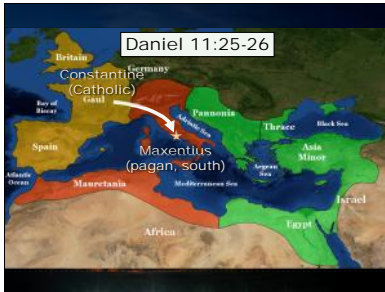 Daniel 11:25-26
Britain
Germany
Constantine
(Catholic)
Gaul
Bay of
Biscay
Adriatic Sea
Pannonia
Black Sea
Thrace
Maxentius
(pagan, south)
Spain
Asia
Minor
Aegean
Sea
Atlantic
Ocean
Mauretania
Mediterranean Sea
Israel
Egypt
Africa